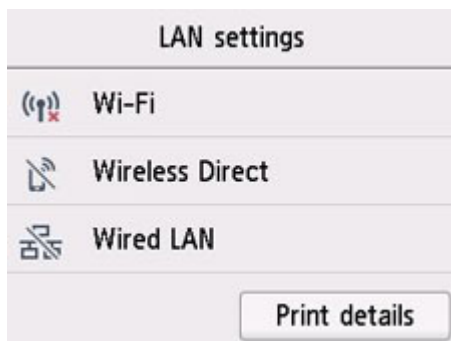 LAN settings
Wi-Fi
Wireless Direct
Wired LAN
Print details